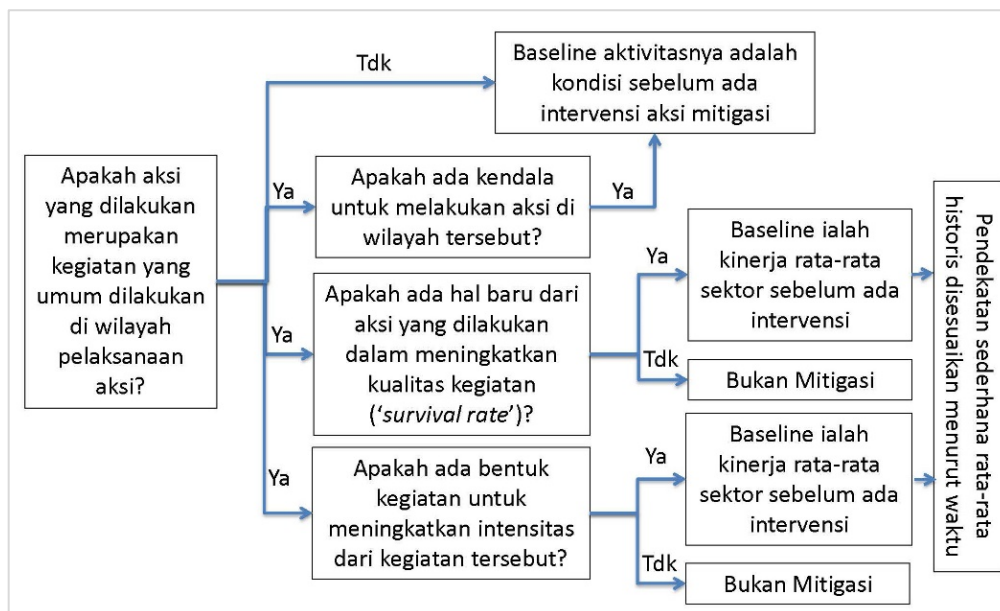 Apakah aksi
yang dilakukan
merupakan
kegiatan yang
umum dilakukan
di wilayah
pelaksanaan
aksi?
Tdk
Baseline aktivitasnya adalah
kondisi sebelum ada
intervensi aksi mitigasi
Ya
Apakah ada kendala
untuk melakukan aksi di
wilayah tersebut?
Ya
Ya
Apakah ada hal baru dari
aksi yang dilakukan
dalam meningkatkan
kualitas kegiatan
(‘survival rate’)?
Ya
Baseline ialah
kinerja rata-rata
sektor sebelum ada
intervensi
Tdk
Bukan Mitigasi
Ya
Apakah ada bentuk
kegiatan untuk
meningkatkan intensitas
dari kegiatan tersebut?
Ya
Baseline ialah
kinerja rata-rata
sektor sebelum ada
intervensi
Tdk
Bukan Mitigasi
Pendekatan sederhana rata-rata
historis disesuaikan menurut waktu